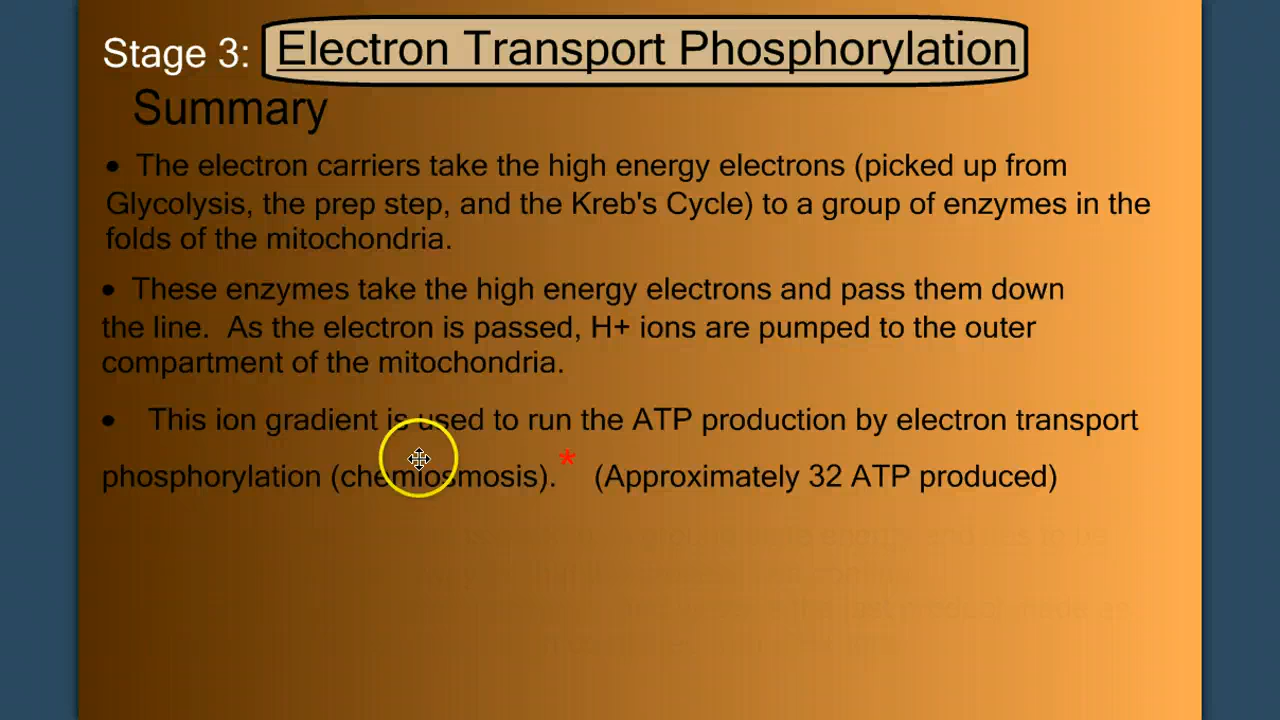 Stage 3: Electron Transport Phosphorylation
Summary
• The electron carriers take the high energy electrons (picked up from
Glycolysis, the prep step, and the Kreb's Cycle) to a group of enzymes in the
folds of the mitochondria.
• These enzymes take the high energy electrons and pass them down
the line. As the electron is passed, H+ ions are pumped to the outer
compartment of the mitochondria.
• This ion gradient is used to run the ATP production by electron transport
phosphorylation (chemiosmosis).* (Approximately 32 ATP produced)